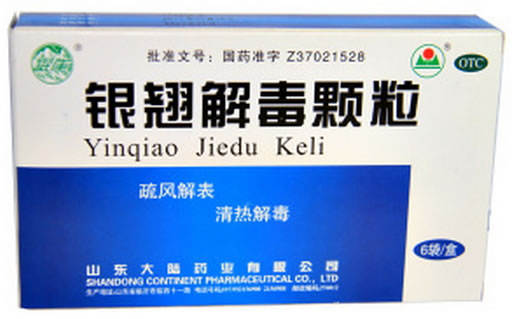 批准文号：国药准字 Z37021528
OTC
银翘解毒颗粒
Yinqiao Jiedu Keli
疏风解表
清热解毒
6袋/盒
山东大陆药业有限公司
SHANDONG CONTINENT PHARMACEUTICAL CO., LTD